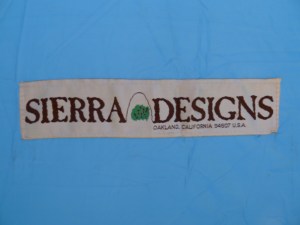 SIERRA DESIGNS
OAKLAND, CALIFORNIA, 94607 U.S.A.